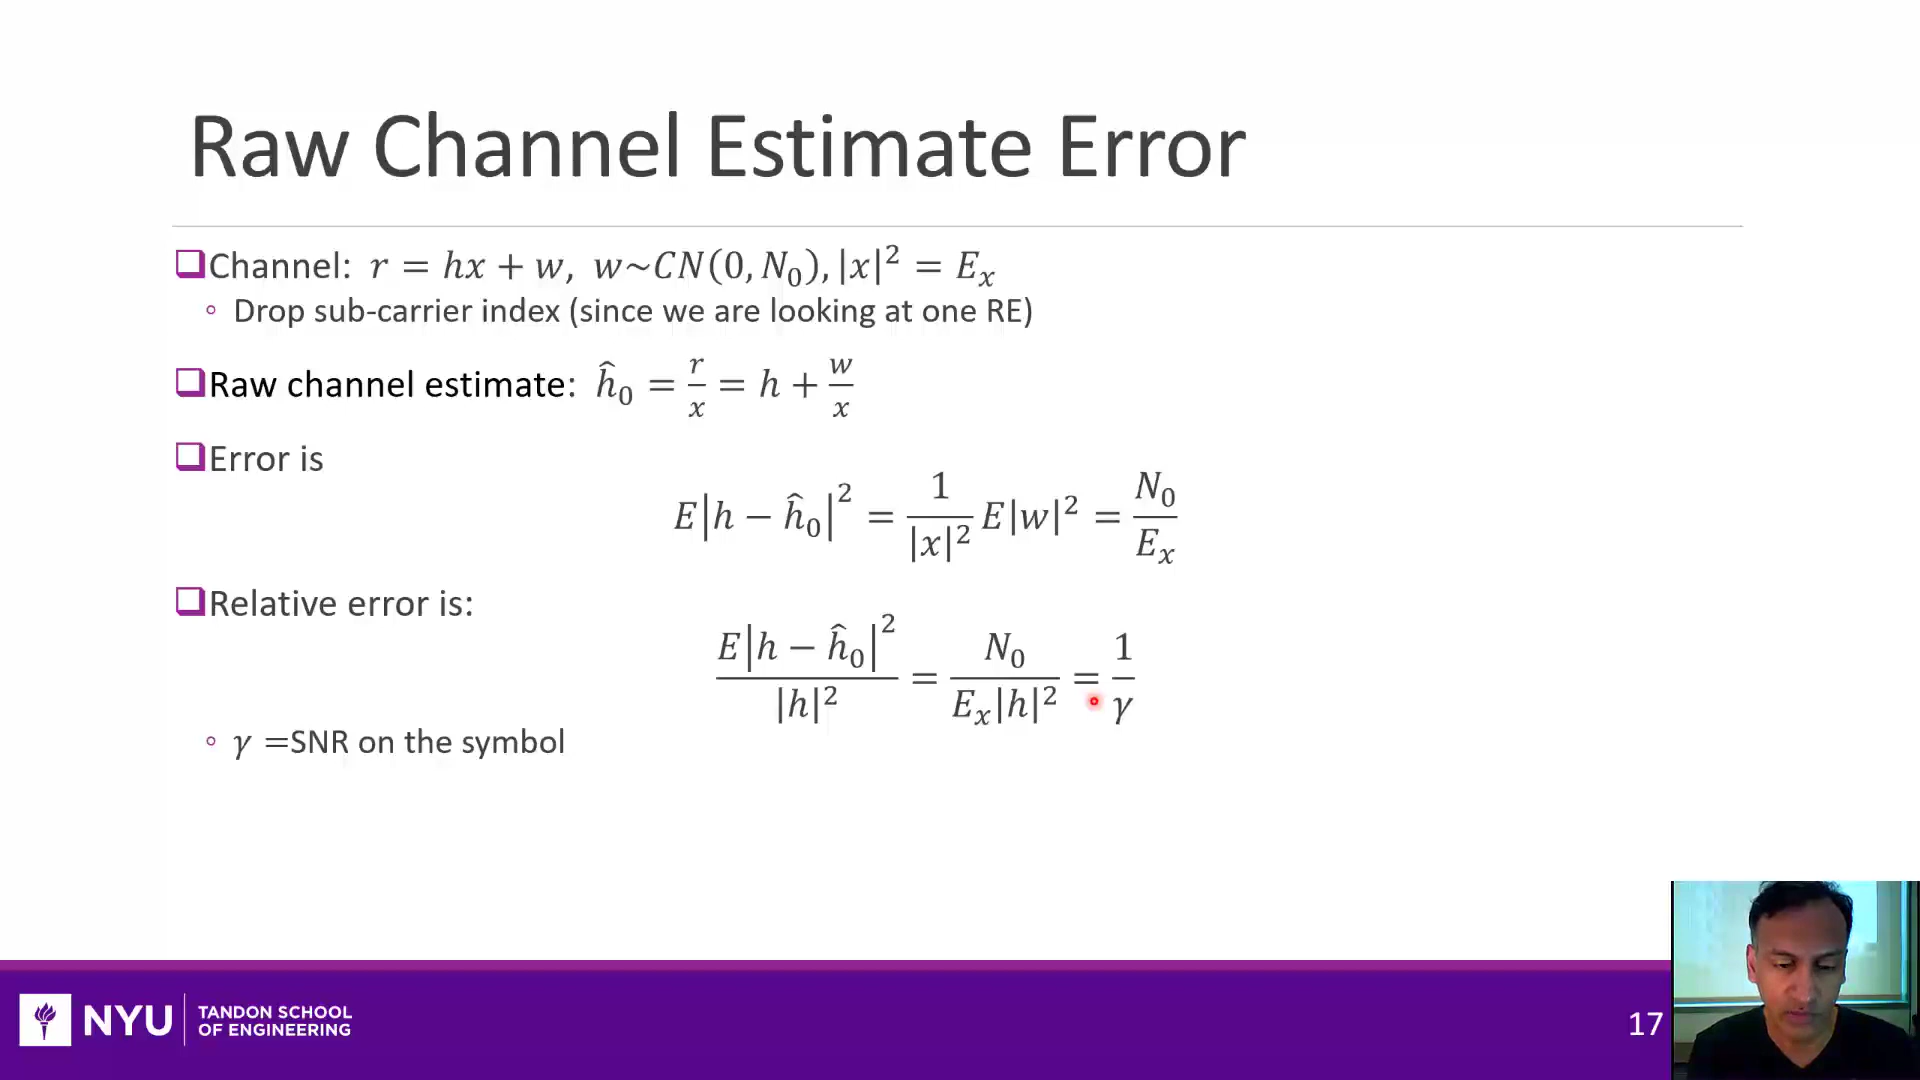 Raw Channel Estimate Error
❑Channel: r = hx + w, w~CN(0, N₀), |x|² = Eₓ
◦ Drop sub-carrier index (since we are looking at one RE)
❑Raw channel estimate: ĥ₀ = r/x = h + w/x
❑Error is
E|h − ĥ₀|² = 1/|x|² E|w|² = N₀/Eₓ
❑Relative error is:
E|h − ĥ₀|²/|h|² = N₀/(Eₓ|h|²) = 1/γ
◦ γ =SNR on the symbol
NYU TANDON SCHOOL
OF ENGINEERING
17